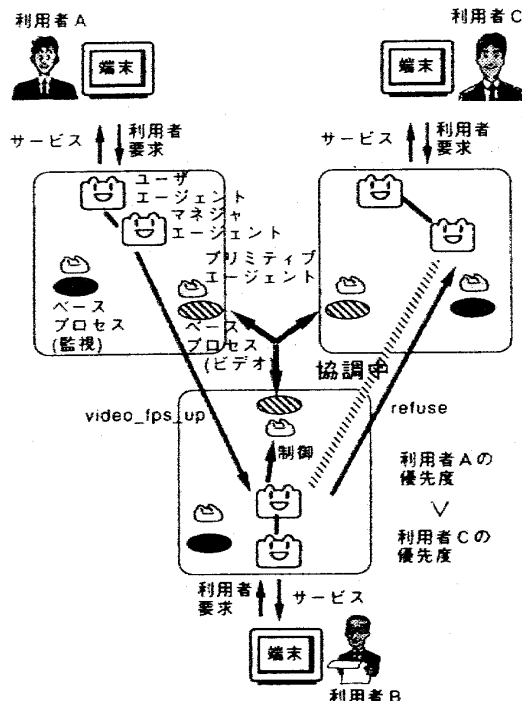 利用者A
利用者C
端末
端末
サービス
利用者
要求
サービス
利用者
要求
ユーザ
エージェント
マネジャ
エージェント
プリミティブ
エージェント
ベース
プロセス
(監視)
ベース
プロセス
(ビデオ)
協調中
video_fps_up
refuse
制御
利用者Aの
優先度
∨
利用者Cの
優先度
利用者
要求
サービス
端末
利用者B